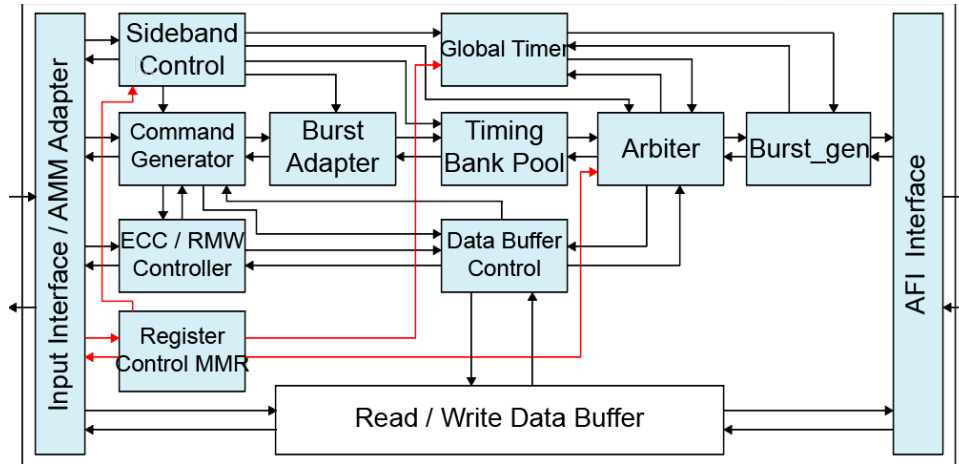 Input Interface / AMM Adapter
Sideband
Control
Global Timer
Command
Generator
Burst
Adapter
Timing
Bank Pool
Arbiter
Burst_gen
ECC / RMW
Controller
Data Buffer
Control
Register
Control MMR
Read / Write Data Buffer
AFI Interface